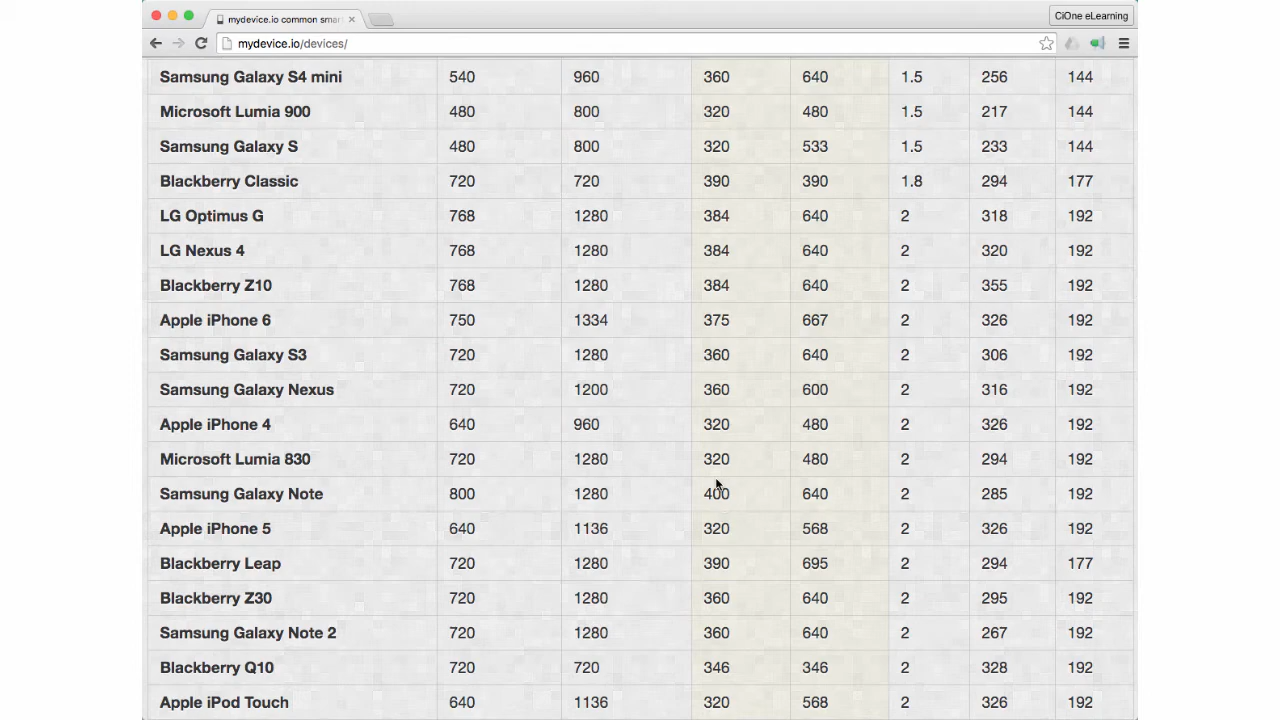 mydevice.io common smar
CiOne eLearning
mydevice.io/devices/
Samsung Galaxy S4 mini 540 960 360 640 1.5 256 144
Microsoft Lumia 900 480 800 320 480 1.5 217 144
Samsung Galaxy S 480 800 320 533 1.5 233 144
Blackberry Classic 720 720 390 390 1.8 294 177
LG Optimus G 768 1280 384 640 2 318 192
LG Nexus 4 768 1280 384 640 2 320 192
Blackberry Z10 768 1280 384 640 2 355 192
Apple iPhone 6 750 1334 375 667 2 326 192
Samsung Galaxy S3 720 1280 360 640 2 306 192
Samsung Galaxy Nexus 720 1200 360 600 2 316 192
Apple iPhone 4 640 960 320 480 2 326 192
Microsoft Lumia 830 720 1280 320 480 2 294 192
Samsung Galaxy Note 800 1280 400 640 2 285 192
Apple iPhone 5 640 1136 320 568 2 326 192
Blackberry Leap 720 1280 390 695 2 294 177
Blackberry Z30 720 1280 360 640 2 295 192
Samsung Galaxy Note 2 720 1280 360 640 2 267 192
Blackberry Q10 720 720 346 346 2 328 192
Apple iPod Touch 640 1136 320 568 2 326 192